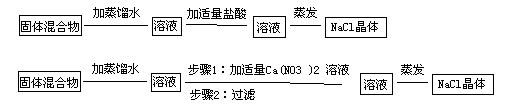 固体混合物 加蒸馏水 溶液 加适量盐酸 溶液 蒸发 NaCl晶体
固体混合物 加蒸馏水 溶液 步骤1：加适量Ca(NO3 )2 溶液 溶液 蒸发 NaCl晶体
步骤2：过滤